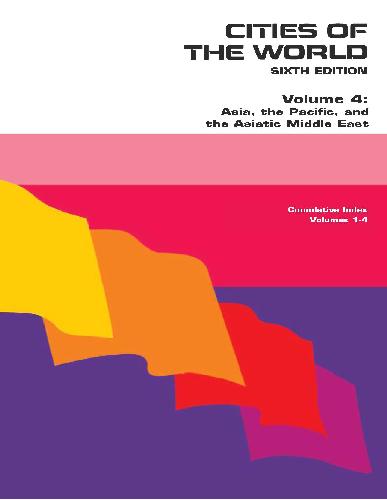 CITIES OF
THE WORLD
SIXTH EDITION
Volume 4:
Asia, the Pacific, and
the Asiatic Middle East
Cumulative Index
Volumes 1-4